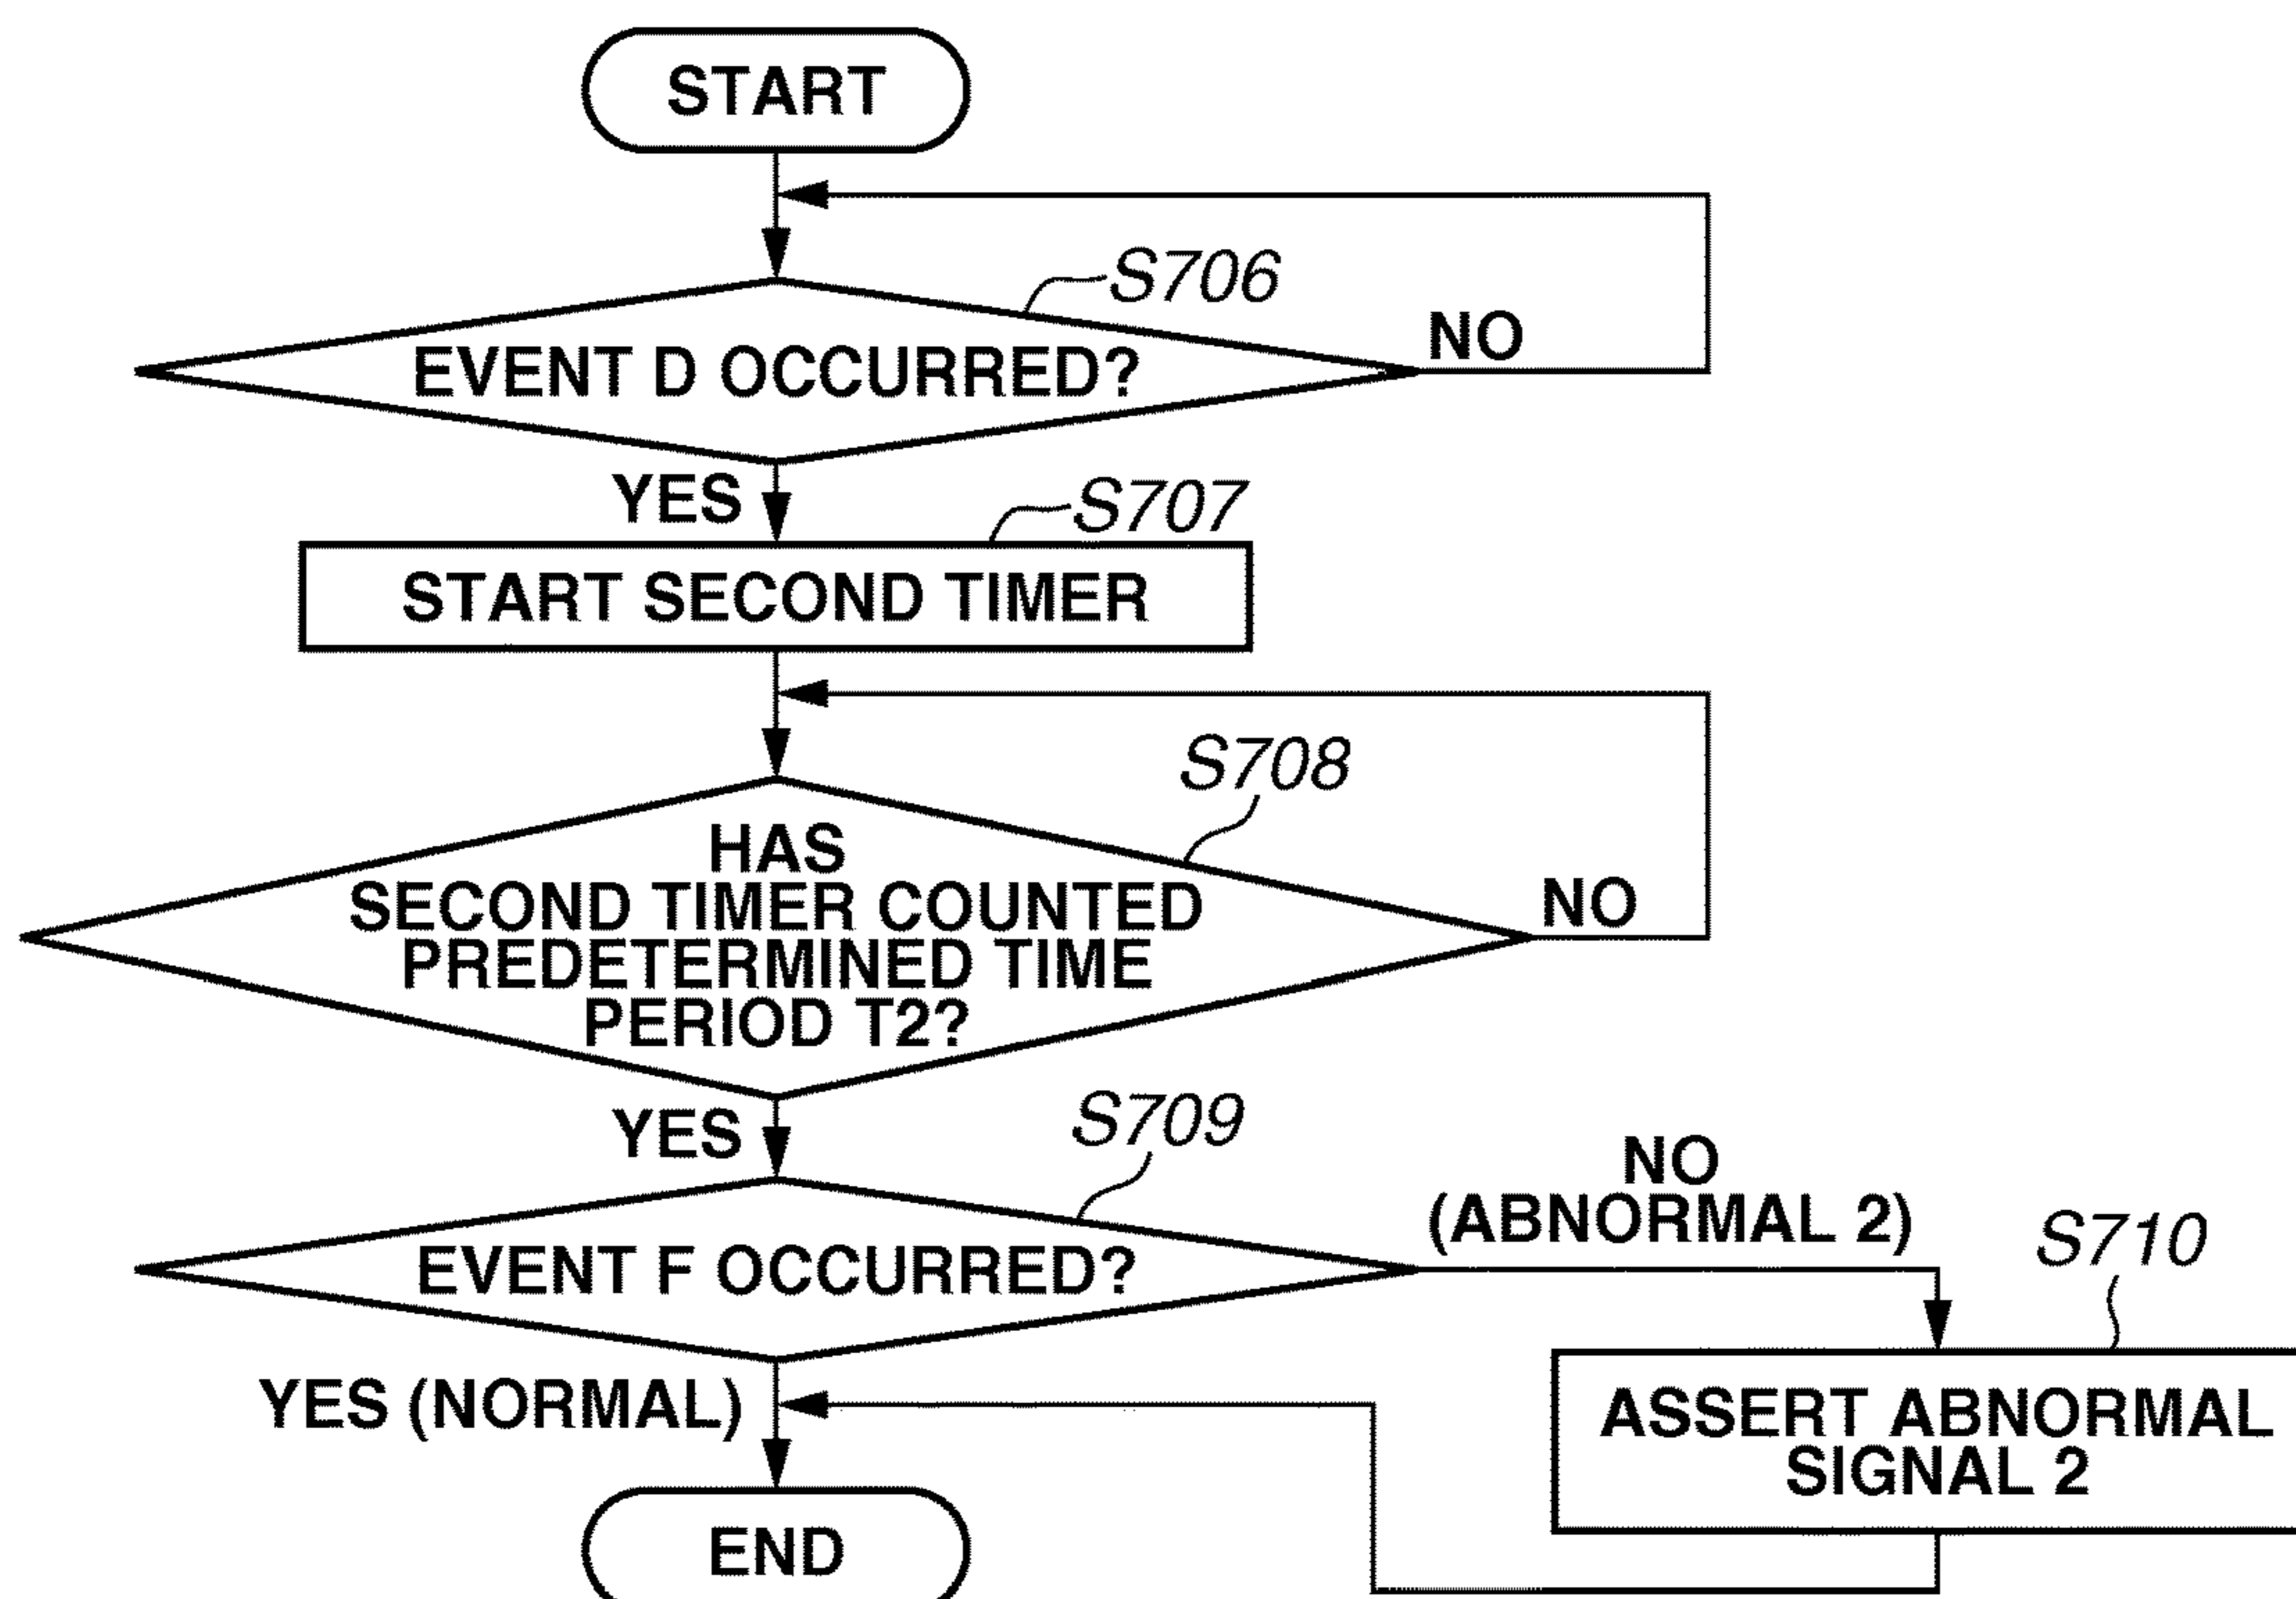 START
S706
EVENT D OCCURRED?
NO
YES
S707
START SECOND TIMER
S708
HAS
SECOND TIMER COUNTED
PREDETERMINED TIME
PERIOD T2?
NO
YES
S709
EVENT F OCCURRED?
NO
(ABNORMAL 2)
S710
YES (NORMAL)
ASSERT ABNORMAL
SIGNAL 2
END